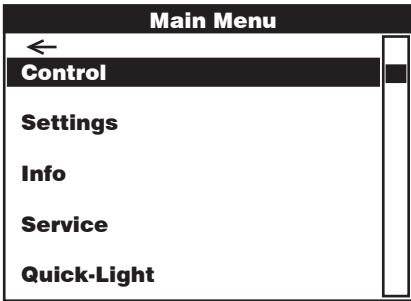 Main Menu
Control
Settings
Info
Service
Quick-Light